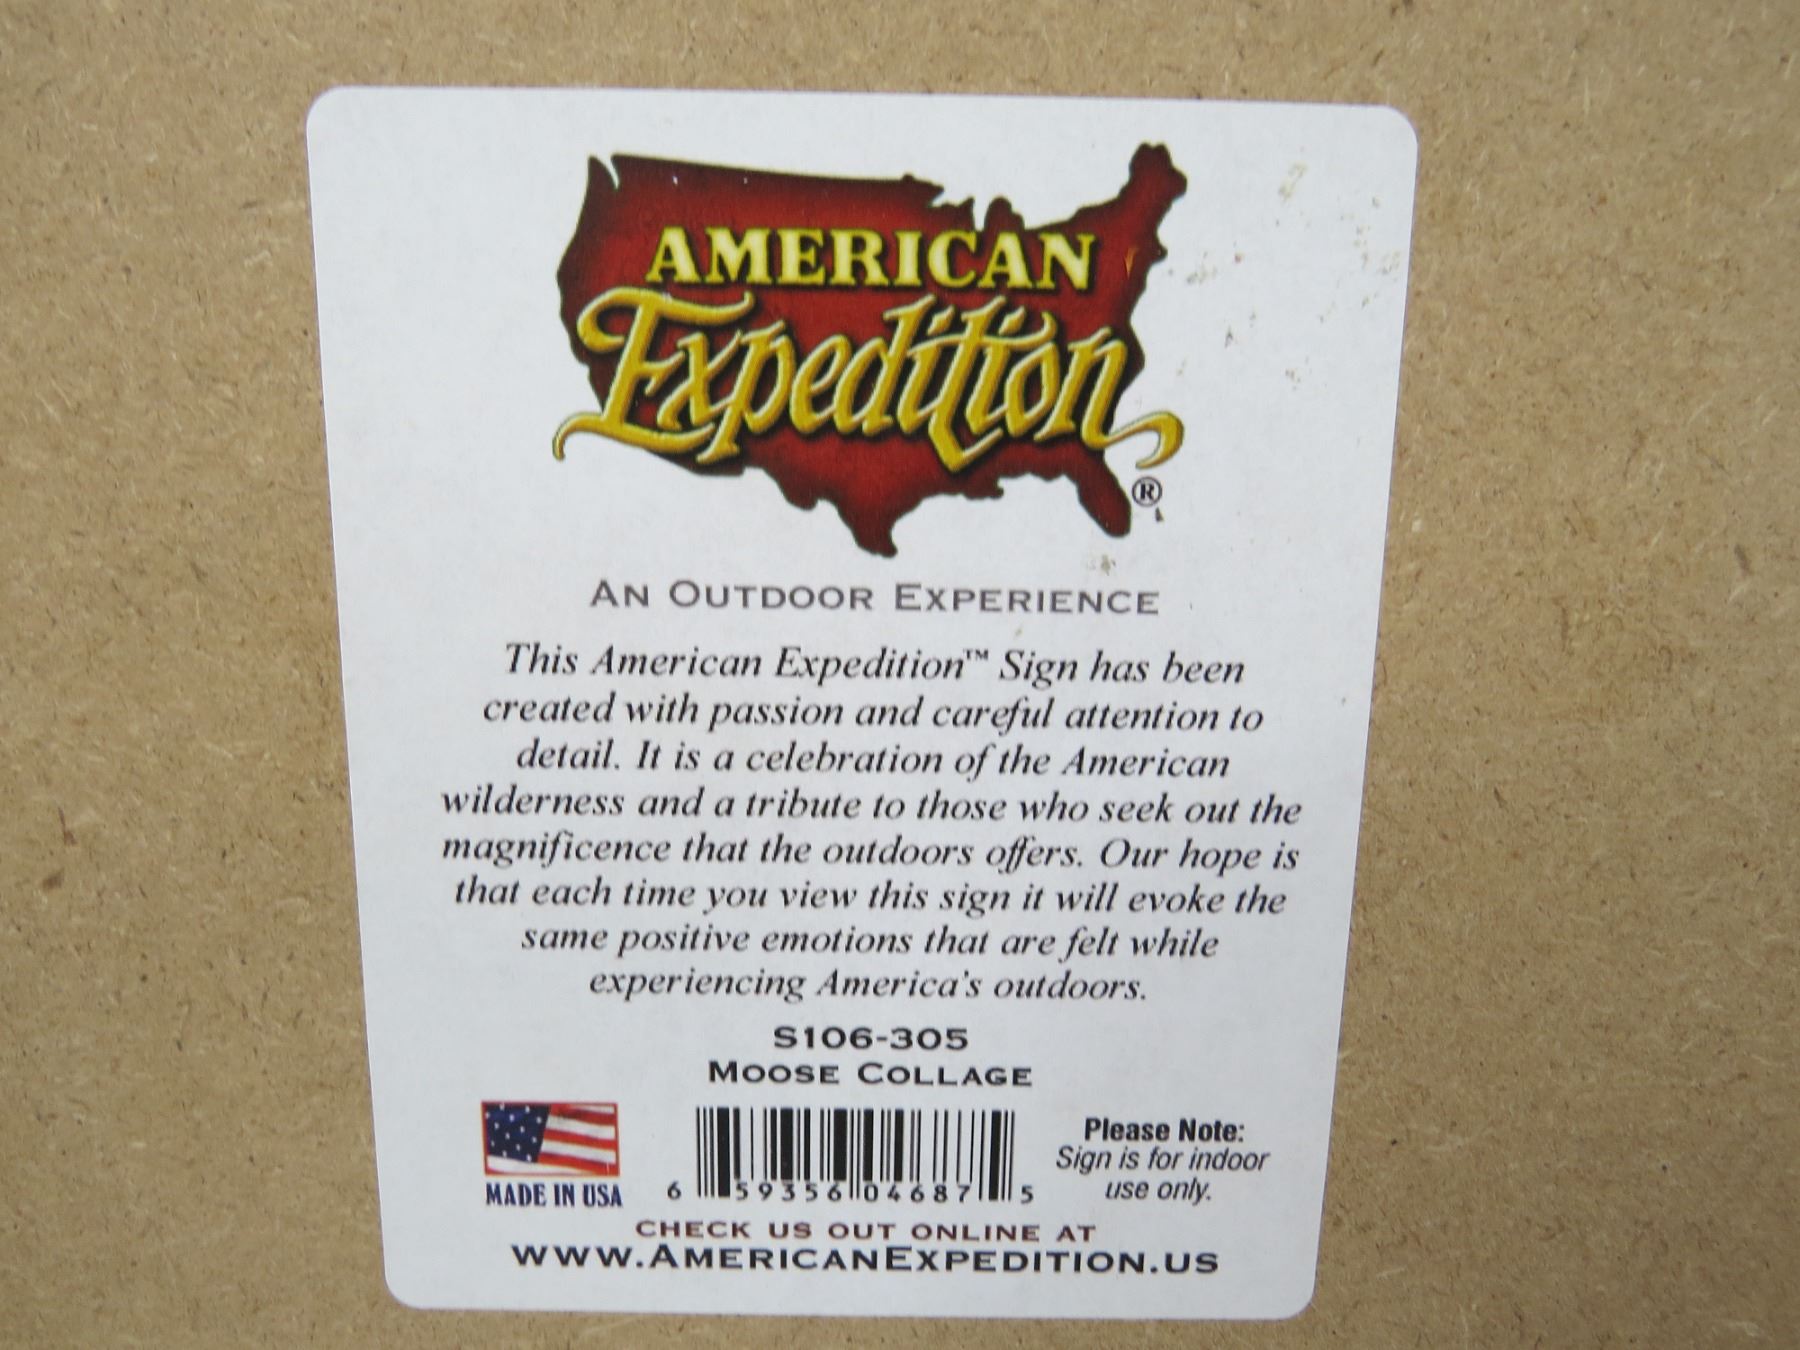 AMERICAN
Expedition
®
AN OUTDOOR EXPERIENCE
This American Expedition™ Sign has been
created with passion and careful attention to
detail. It is a celebration of the American
wilderness and a tribute to those who seek out the
magnificence that the outdoors offers. Our hope is
that each time you view this sign it will evoke the
same positive emotions that are felt while
experiencing America's outdoors.
S106-305
MOOSE COLLAGE
MADE IN USA
6 59356 04687 5
Please Note:
Sign is for indoor
use only.
CHECK US OUT ONLINE AT
WWW.AMERICANEXPEDITION.US